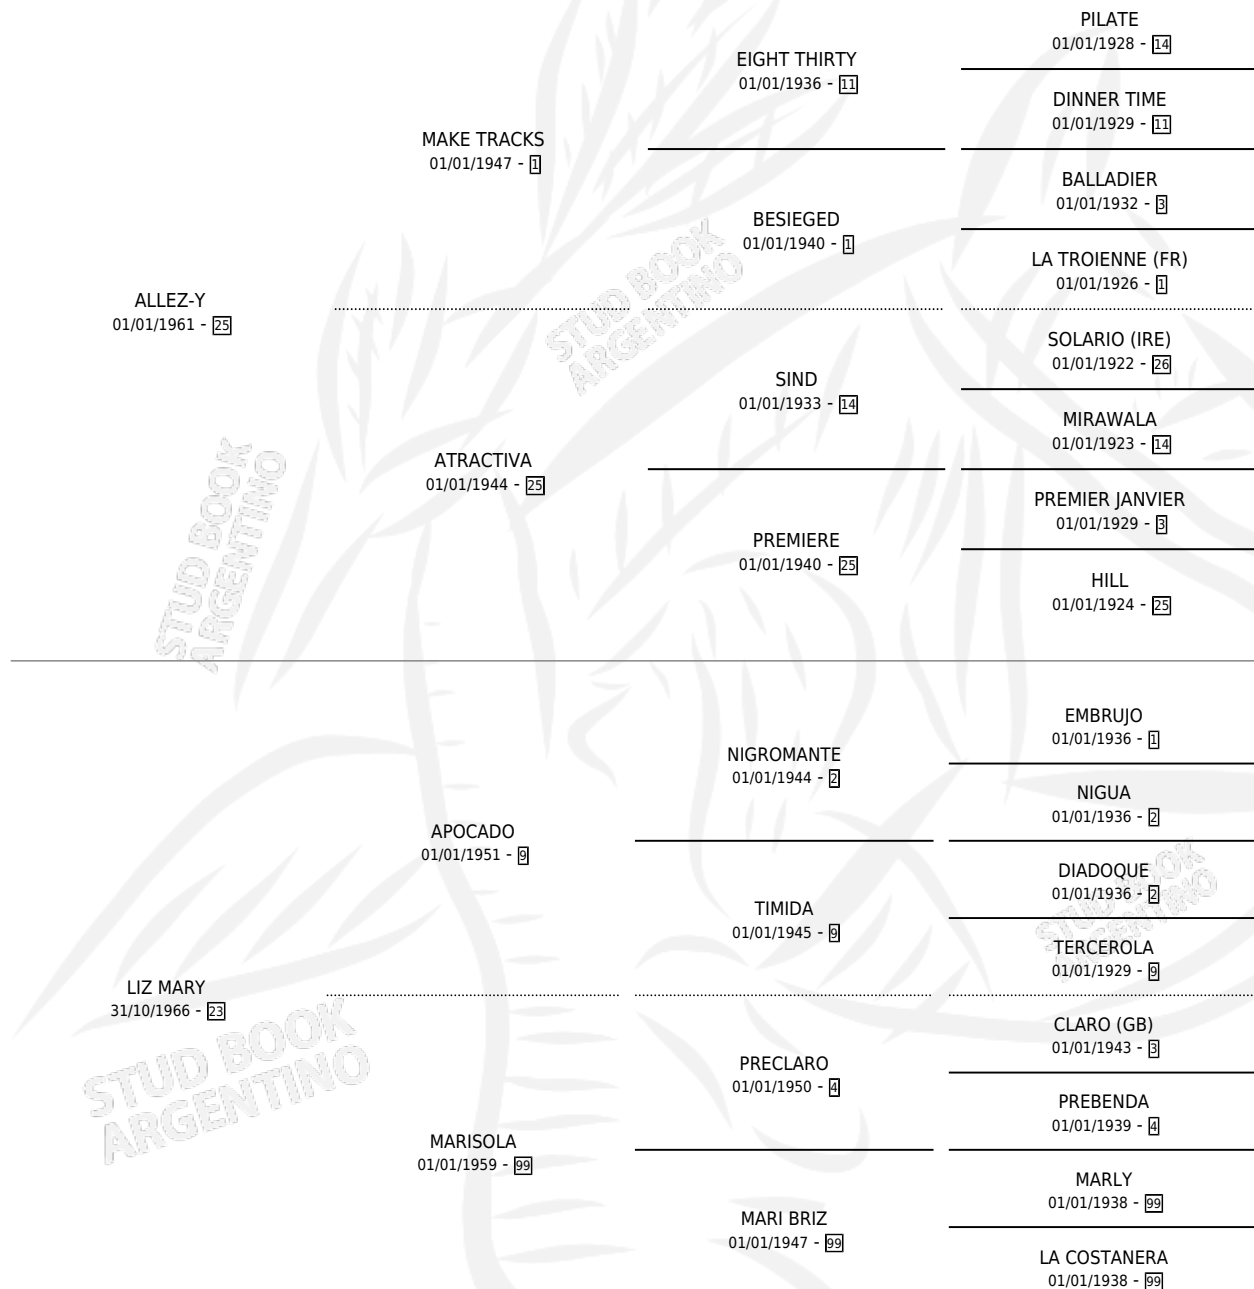 PILATE
01/01/1928 - 14
EIGHT THIRTY
01/01/1936 - 11
DINNER TIME
01/01/1929 - 11
MAKE TRACKS
01/01/1947 - 1
BALLADIER
01/01/1932 - 3
BESIEGED
01/01/1940 - 1
LA TROIENNE (FR)
01/01/1926 - 1
ALLEZ-Y
01/01/1961 - 25
SOLARIO (IRE)
01/01/1922 - 26
SIND
01/01/1933 - 14
MIRAWALA
01/01/1923 - 14
ATRACTIVA
01/01/1944 - 25
PREMIER JANVIER
01/01/1929 - 3
PREMIERE
01/01/1940 - 25
HILL
01/01/1924 - 25
STUD BOOK
ARGENTINO
STUD BOOK
ARGENTINO
EMBRUJO
01/01/1936 - 1
NIGROMANTE
01/01/1944 - 2
NIGUA
01/01/1936 - 2
APOCADO
01/01/1951 - 9
DIADOQUE
01/01/1936 - 2
TIMIDA
01/01/1945 - 9
TERCEROLA
01/01/1929 - 9
LIZ MARY
31/10/1966 - 23
CLARO (GB)
01/01/1943 - 3
PRECLARO
01/01/1950 - 4
PREBENDA
01/01/1939 - 4
MARISOLA
01/01/1959 - 99
MARLY
01/01/1938 - 99
MARI BRIZ
01/01/1947 - 99
LA COSTANERA
01/01/1938 - 99
STUD BOOK
ARGENTINO
STUD BOOK
ARGENTINO